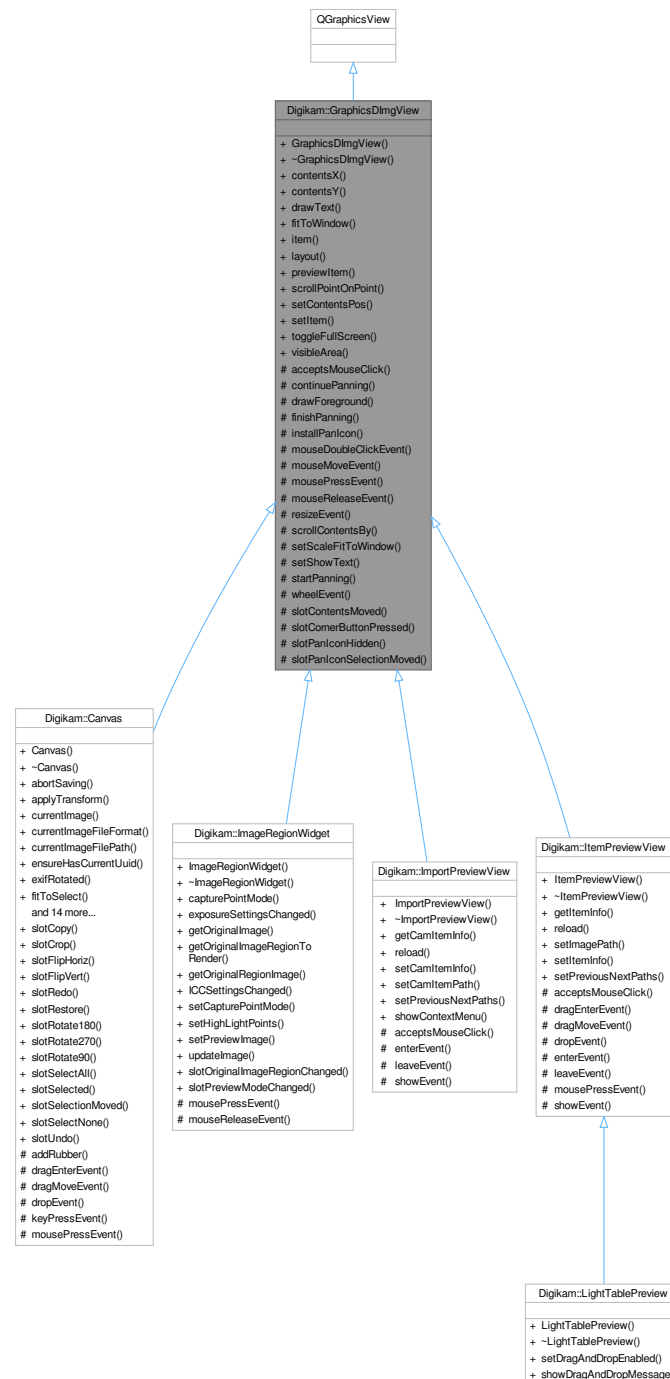 QGraphicsView
Digikam::GraphicsDImgView
+ GraphicsDImgView()
+ ~GraphicsDImgView()
+ contentsX()
+ contentsY()
+ drawText()
+ fitToWindow()
+ item()
+ layout()
+ previewItem()
+ scrollPointOnPoint()
+ setContentsPos()
+ setItem()
+ toggleFullScreen()
+ visibleArea()
# acceptsMouseClick()
# continuePanning()
# drawForeground()
# finishPanning()
# installPanIcon()
# mouseDoubleClickEvent()
# mouseMoveEvent()
# mousePressEvent()
# mouseReleaseEvent()
# resizeEvent()
# scrollContentsBy()
# setScaleFitToWindow()
# setShowText()
# startPanning()
# wheelEvent()
# slotContentsMoved()
# slotCornerButtonPressed()
# slotPanIconHidden()
# slotPanIconSelectionMoved()
Digikam::Canvas
+ Canvas()
+ ~Canvas()
+ abortSaving()
+ applyTransform()
+ currentImage()
+ currentImageFileFormat()
+ currentImageFilePath()
+ ensureHasCurrentUuid()
+ exifRotated()
+ fitToSelect()
and 14 more...
+ slotCopy()
+ slotCrop()
+ slotFlipHoriz()
+ slotFlipVert()
+ slotRedo()
+ slotRestore()
+ slotRotate180()
+ slotRotate270()
+ slotRotate90()
+ slotSelectAll()
+ slotSelected()
+ slotSelectionMoved()
+ slotSelectNone()
+ slotUndo()
# addRubber()
# dragEnterEvent()
# dragMoveEvent()
# dropEvent()
# keyPressEvent()
# mousePressEvent()
Digikam::ImageRegionWidget
+ ImageRegionWidget()
+ ~ImageRegionWidget()
+ capturePointMode()
+ exposureSettingsChanged()
+ getOriginalImage()
+ getOriginalImageRegionTo
Render()
+ getOriginalRegionImage()
+ ICCSettingsChanged()
+ setCapturePointMode()
+ setHighLightPoints()
+ setPreviewImage()
+ updateImage()
+ slotOriginalImageRegionChanged()
+ slotPreviewModeChanged()
# mousePressEvent()
# mouseReleaseEvent()
Digikam::ImportPreviewView
+ ImportPreviewView()
+ ~ImportPreviewView()
+ getCamItemInfo()
+ reload()
+ setCamItemInfo()
+ setCamItemPath()
+ setPreviousNextPaths()
+ showContextMenu()
# acceptsMouseClick()
# enterEvent()
# leaveEvent()
# showEvent()
Digikam::ItemPreviewView
+ ItemPreviewView()
+ ~ItemPreviewView()
+ getItemInfo()
+ reload()
+ setImagePath()
+ setItemInfo()
+ setPreviousNextPaths()
# acceptsMouseClick()
# dragEnterEvent()
# dragMoveEvent()
# dropEvent()
# enterEvent()
# leaveEvent()
# mousePressEvent()
# showEvent()
Digikam::LightTablePreview
+ LightTablePreview()
+ ~LightTablePreview()
+ setDragAndDropEnabled()
+ showDragAndDropMessage